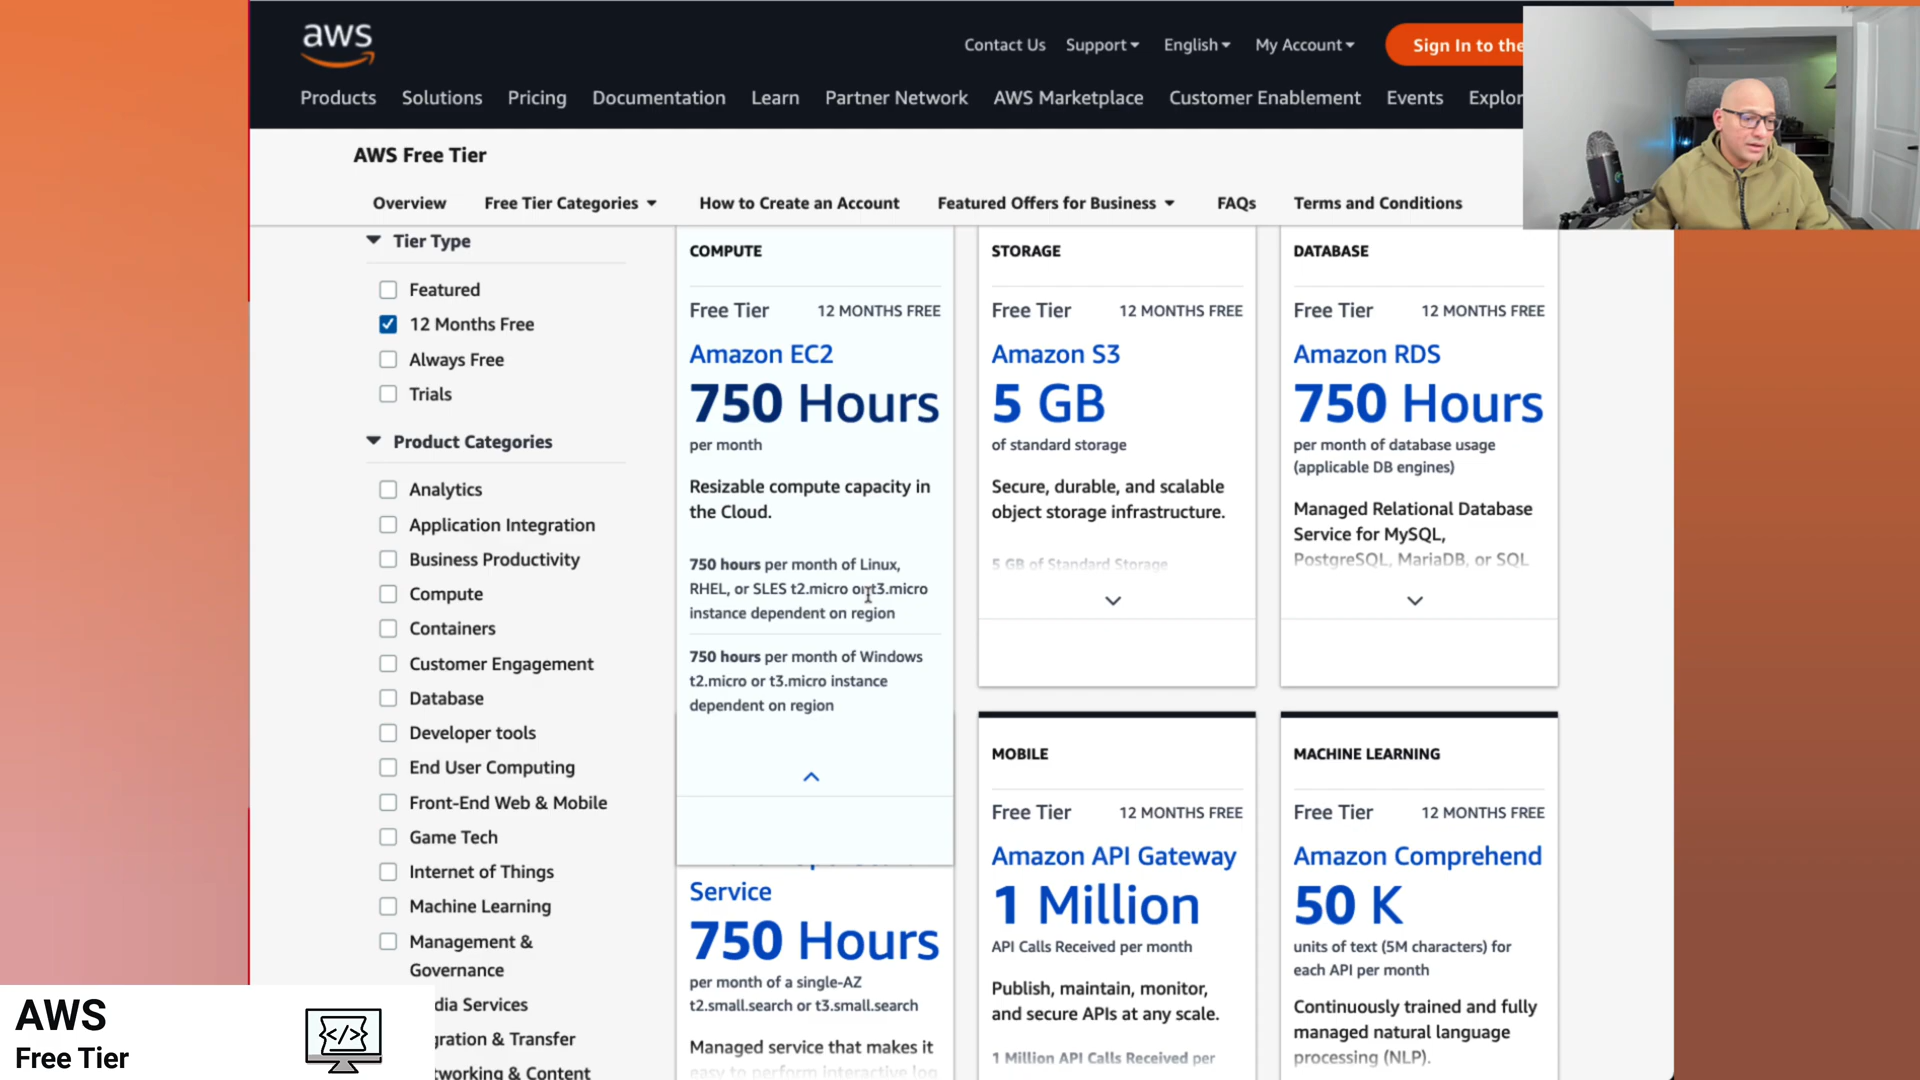 aws
Contact Us
Support
English
My Account
Sign In to the
Products
Solutions
Pricing
Documentation
Learn
Partner Network
AWS Marketplace
Customer Enablement
Events
Explor
AWS Free Tier
Overview
Free Tier Categories
How to Create an Account
Featured Offers for Business
FAQs
Terms and Conditions
Tier Type
Featured
12 Months Free
Always Free
Trials
Product Categories
Analytics
Application Integration
Business Productivity
Compute
Containers
Customer Engagement
Database
Developer tools
End User Computing
Front-End Web & Mobile
Game Tech
Internet of Things
Machine Learning
Management &
Governance
dia Services
gration & Transfer
tworking & Content
COMPUTE
Free Tier
12 MONTHS FREE
Amazon EC2
750 Hours
per month
Resizable compute capacity in
the Cloud.
750 hours per month of Linux,
RHEL, or SLES t2.micro or t3.micro
instance dependent on region
750 hours per month of Windows
t2.micro or t3.micro instance
dependent on region
Service
750 Hours
per month of a single-AZ
t2.small.search or t3.small.search
Managed service that makes it
easy to perform interactive log
STORAGE
Free Tier
12 MONTHS FREE
Amazon S3
5 GB
of standard storage
Secure, durable, and scalable
object storage infrastructure.
5 GB of Standard Storage
MOBILE
Free Tier
12 MONTHS FREE
Amazon API Gateway
1 Million
API Calls Received per month
Publish, maintain, monitor,
and secure APIs at any scale.
1 Million API Calls Received per
DATABASE
Free Tier
12 MONTHS FREE
Amazon RDS
750 Hours
per month of database usage
(applicable DB engines)
Managed Relational Database
Service for MySQL,
PostgreSQL, MariaDB, or SQL
MACHINE LEARNING
Free Tier
12 MONTHS FREE
Amazon Comprehend
50 K
units of text (5M characters) for
each API per month
Continuously trained and fully
managed natural language
processing (NLP).
AWS
Free Tier